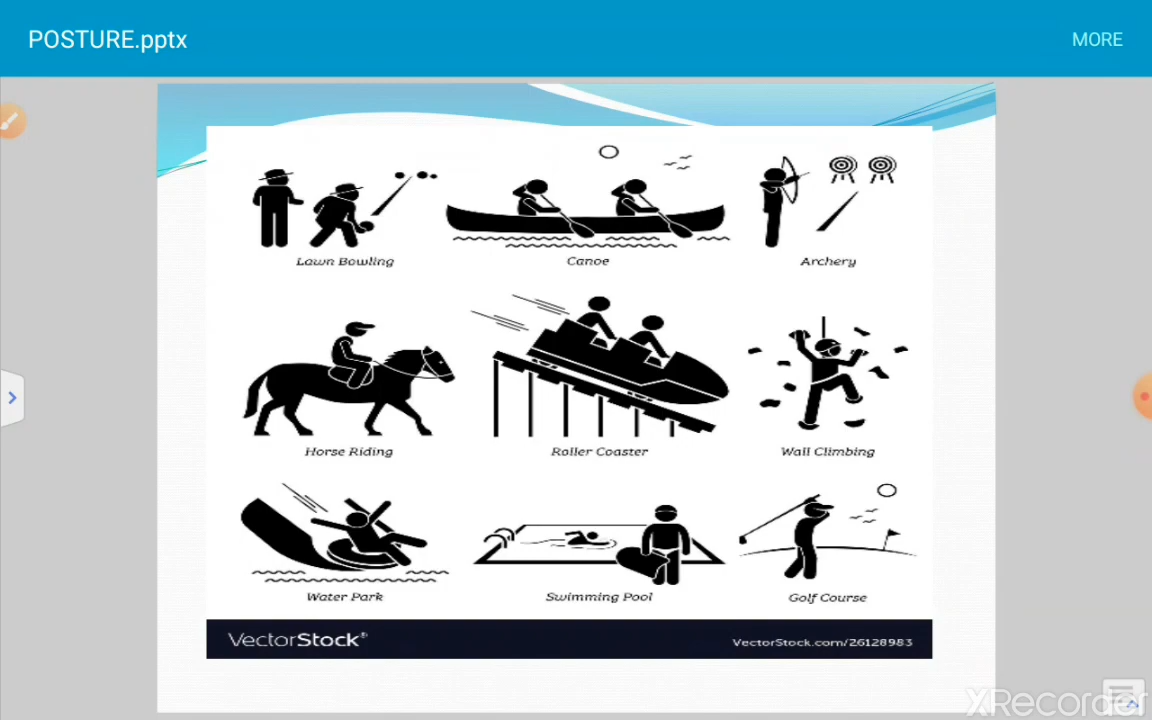 POSTURE.pptx
MORE
Lawn Bowling
Canoe
Archery
Horse Riding
Roller Coaster
Wall Climbing
Water Park
Swimming Pool
Golf Course
VectorStock®
VectorStock.com/26128983
XRecorder